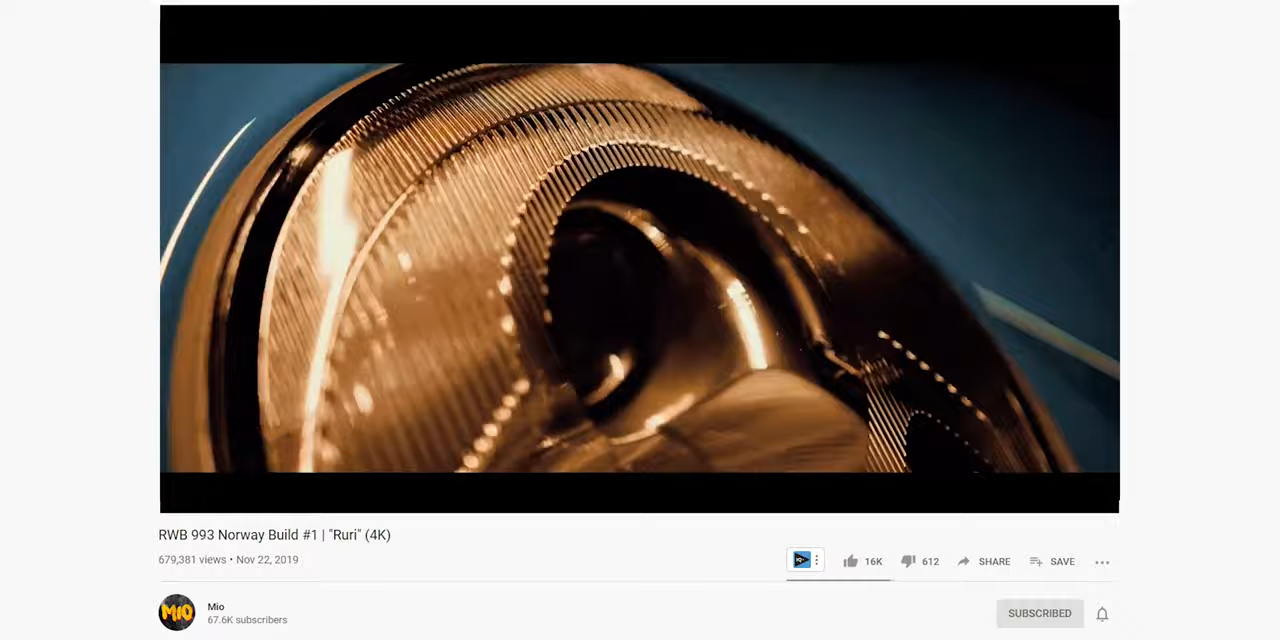 RWB 993 Norway Build #1 | "Ruri" (4K)
679,381 views • Nov 22, 2019
16K
612
SHARE
SAVE
MIO
Mio
67.6K subscribers
SUBSCRIBED